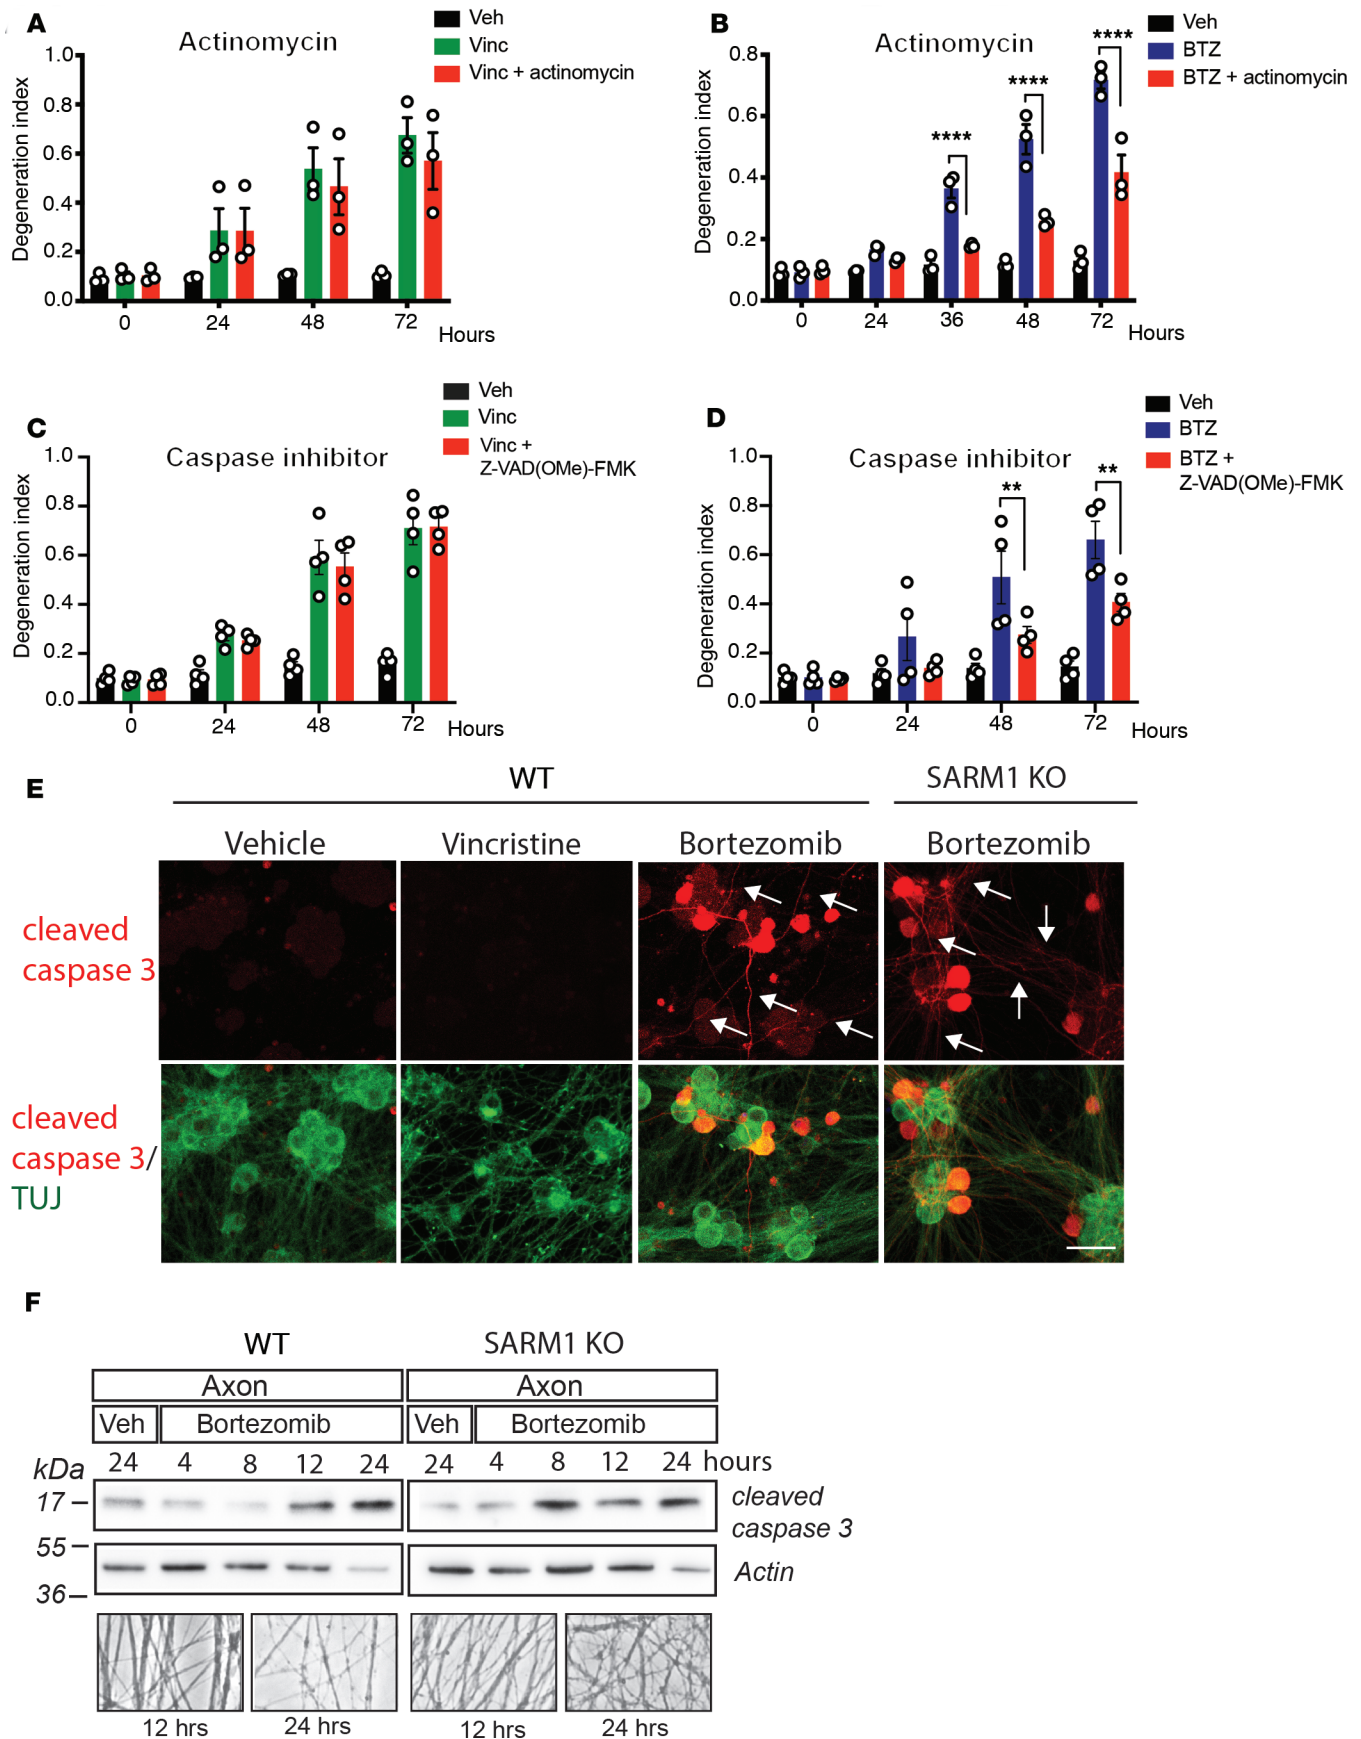 A
Actinomycin
Veh
Vinc
Vinc + actinomycin
Degeneration index
1.0
0.8
0.6
0.4
0.2
0.0
0 24 48 72 Hours
B
Actinomycin
Veh
BTZ
BTZ + actinomycin
Degeneration index
0.8
0.6
0.4
0.2
0.0
**** **** ****
0 24 36 48 72 Hours
C
Caspase inhibitor
Veh
Vinc
Vinc +
Z-VAD(OMe)-FMK
Degeneration index
1.0
0.8
0.6
0.4
0.2
0.0
0 24 48 72 Hours
D
Caspase inhibitor
Veh
BTZ
BTZ +
Z-VAD(OMe)-FMK
Degeneration index
1.0
0.8
0.6
0.4
0.2
0.0
** **
0 24 48 72 Hours
E
WT SARM1 KO
Vehicle Vincristine Bortezomib Bortezomib
cleaved
caspase 3
cleaved
caspase 3/
TUJ
F
WT SARM1 KO
Axon Axon
Veh Bortezomib Veh Bortezomib
kDa 24 4 8 12 24 24 4 8 12 24 hours
17
cleaved
caspase 3
55
Actin
36
12 hrs 24 hrs 12 hrs 24 hrs